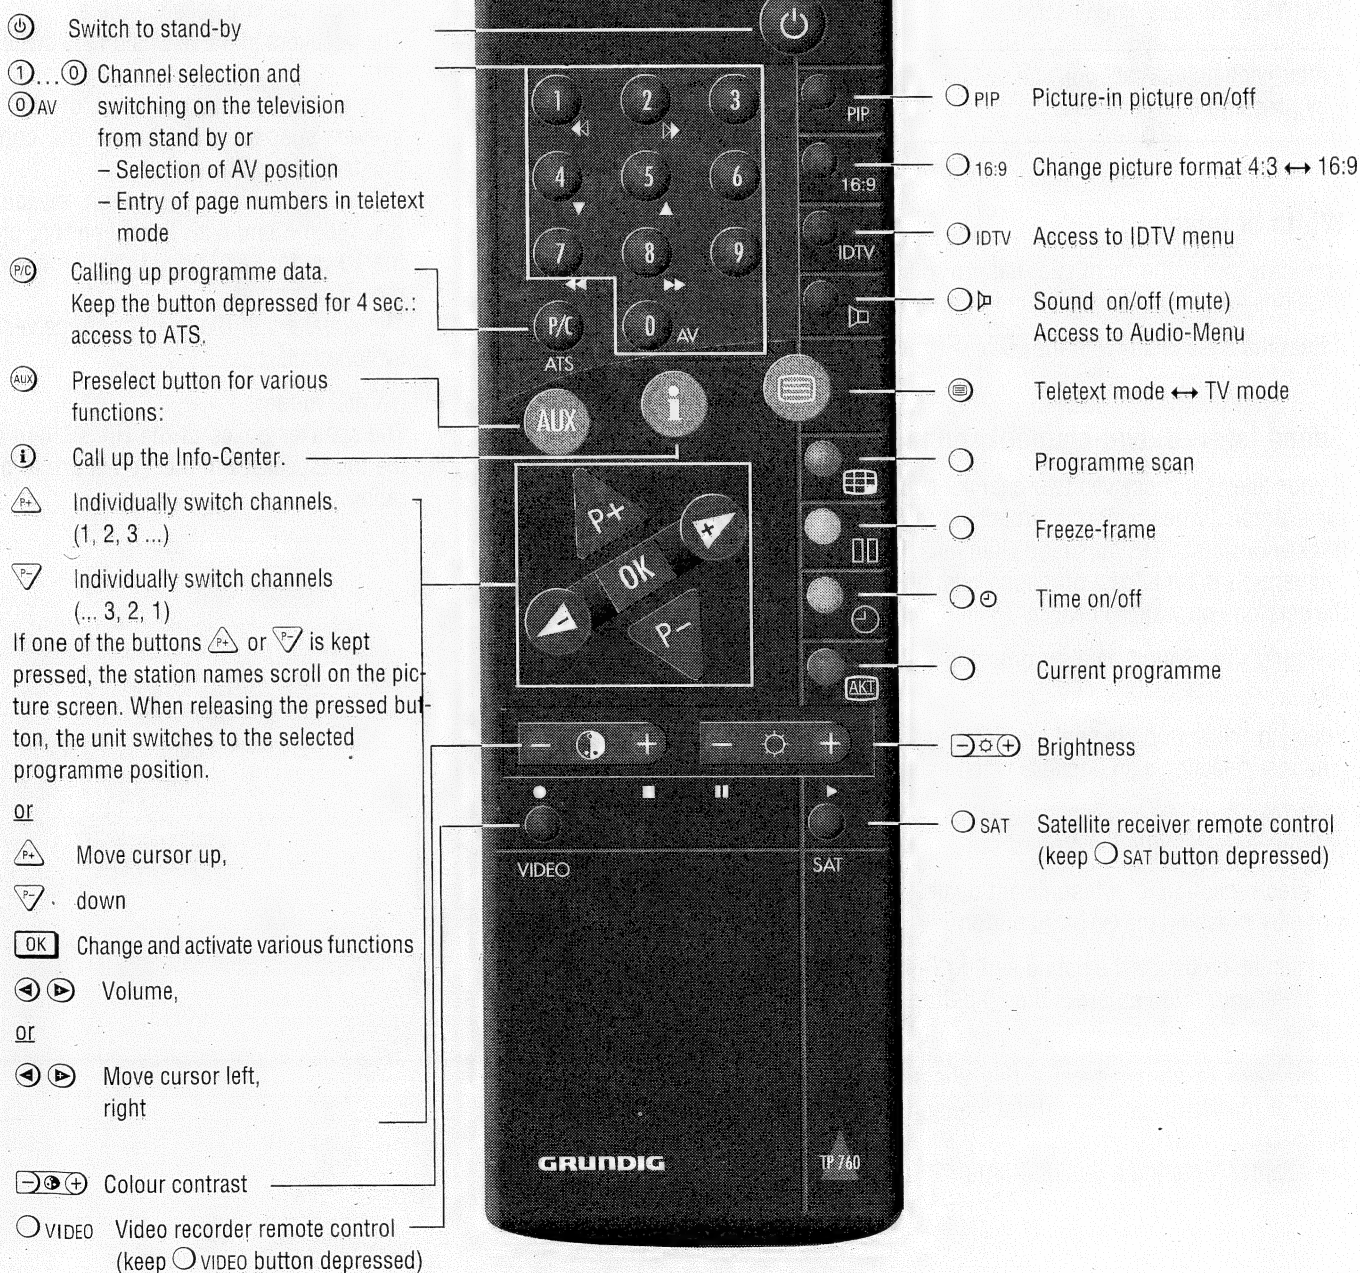 Switch to stand-by
1...0 Channel selection and
0 AV switching on the television
from stand by or
– Selection of AV position
– Entry of page numbers in teletext
mode
P/C Calling up programme data.
Keep the button depressed for 4 sec.:
access to ATS.
AUX Preselect button for various
functions:
i Call up the Info-Center.
P+ Individually switch channels.
(1, 2, 3 ...)
P- Individually switch channels
(... 3, 2, 1)
If one of the buttons P+ or P- is kept
pressed, the station names scroll on the pic-
ture screen. When releasing the pressed but-
ton, the unit switches to the selected
programme position.
or
P+ Move cursor up,
P- down
OK Change and activate various functions
Volume,
or
Move cursor left,
right
- + Colour contrast
VIDEO Video recorder remote control
(keep VIDEO button depressed)
1 2 3
4 5 6
7 8 9
P/C 0 AV
ATS
AUX i
P+ +
OK
- P-
- + - +
VIDEO SAT
GRUNDIG TP 760
PIP
16:9
IDTV
AKT
PIP Picture-in picture on/off
16:9 Change picture format 4:3 ↔ 16:9
IDTV Access to IDTV menu
Sound on/off (mute)
Access to Audio-Menu
Teletext mode ↔ TV mode
Programme scan
Freeze-frame
Time on/off
Current programme
- + Brightness
SAT Satellite receiver remote control
(keep SAT button depressed)